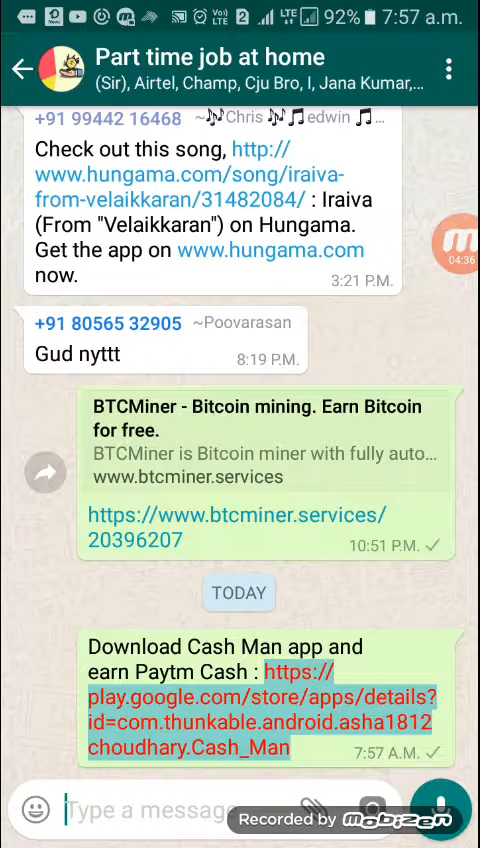 92% 7:57 a.m.
Part time job at home
(Sir), Airtel, Champ, Cju Bro, I, Jana Kumar,...
+91 99442 16468 ~🎶Chris 🎶🎵edwin 🎵...
Check out this song, http://
www.hungama.com/song/iraiva-
from-velaikkaran/31482084/ : Iraiva
(From "Velaikkaran") on Hungama.
Get the app on www.hungama.com
now.
3:21 P.M.
04:36
+91 80565 32905 ~Poovarasan
Gud nyttt
8:19 P.M.
BTCMiner - Bitcoin mining. Earn Bitcoin
for free.
BTCMiner is Bitcoin miner with fully auto...
www.btcminer.services
https://www.btcminer.services/
20396207
10:51 P.M.
TODAY
Download Cash Man app and
earn Paytm Cash : https://
play.google.com/store/apps/details?
id=com.thunkable.android.asha1812
choudhary.Cash_Man
7:57 A.M.
Type a message
Recorded by mobizen